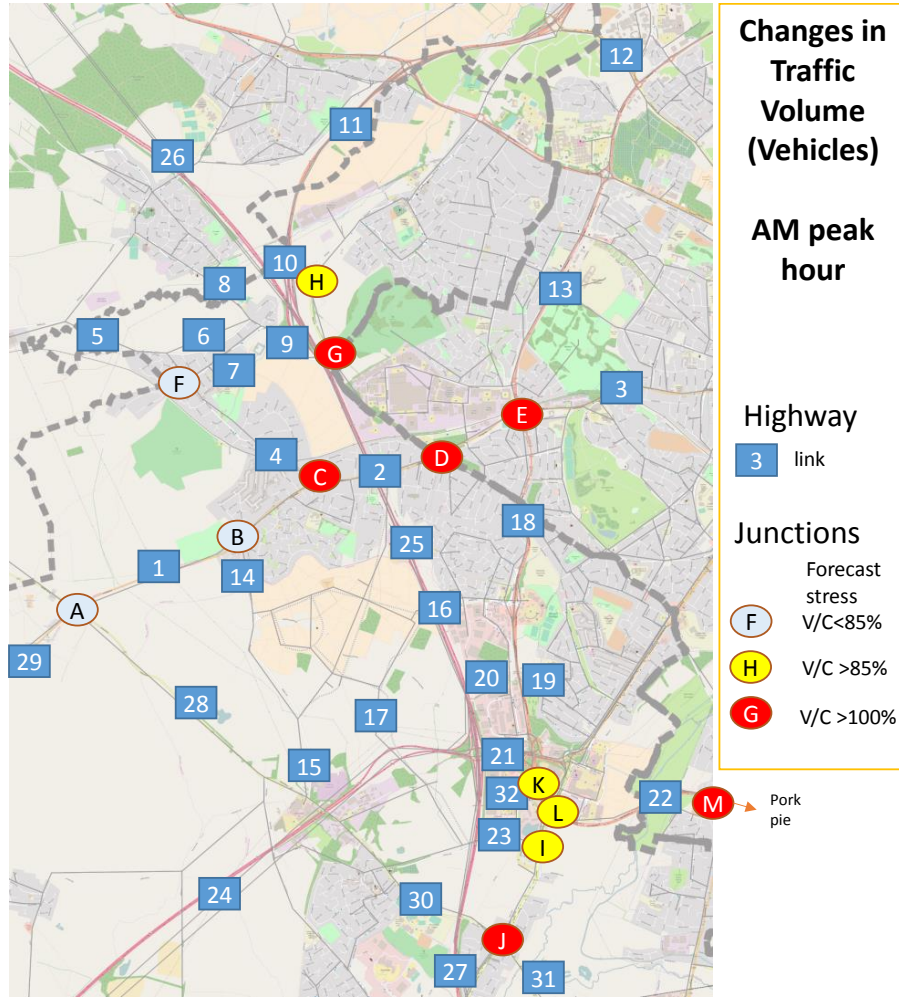 Changes in
Traffic
Volume
(Vehicles)
AM peak
hour
12
11
26
10
8
H
13
5
6
9
7
G
F
3
E
4
D
C
2
18
B
25
1
14
16
A
29
20
19
28
17
21
15
K
32
22
M
L
Pork
pie
23
I
24
30
J
27
31
Highway
3 link
Junctions
Forecast
stress
F V/C<85%
H V/C >85%
G V/C >100%